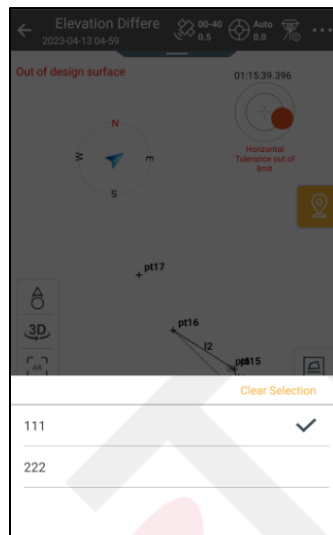 Elevation Differe
00-40
0.5
Auto
0.0
2023-04-13 04-59
Out of design surface
01:15:39.396
N
W
E
S
Horizontal
Tolerance out of
limit
pt17
pt16
l2
pt15
3D
AR
Clear Selection
111
222